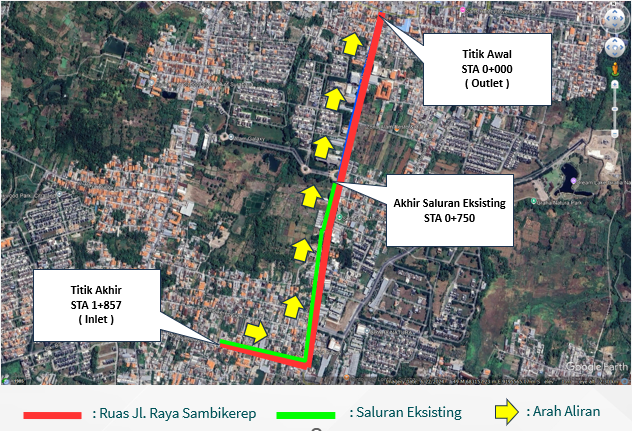 Titik Awal
STA 0+000
( Outlet )
Akhir Saluran Eksisting
STA 0+750
Titik Akhir
STA 1+857
( Inlet )
Google Earth
: Ruas Jl. Raya Sambikerep
: Saluran Eksisting
: Arah Aliran